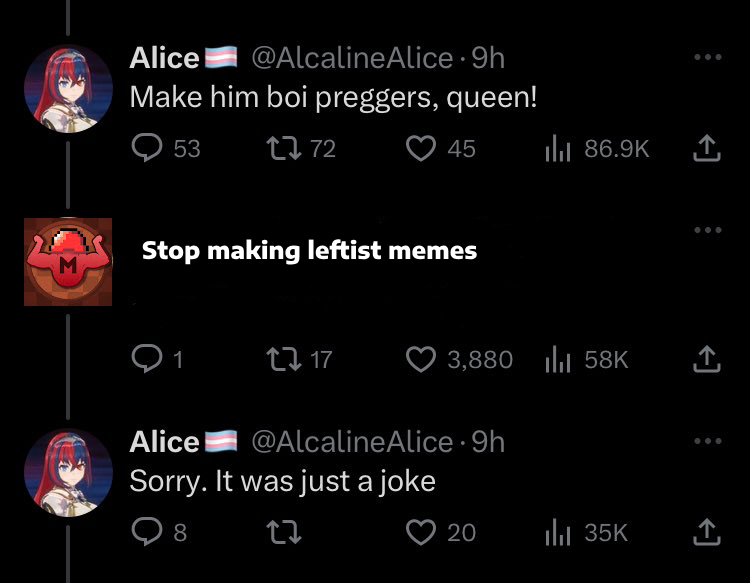 Alice🏳️‍⚧️ @AlcalineAlice · 9h
Make him boi preggers, queen!
53 72 45 86.9K
M
Stop making leftist memes
1 17 3,880 58K
Alice🏳️‍⚧️ @AlcalineAlice · 9h
Sorry. It was just a joke
8 20 35K